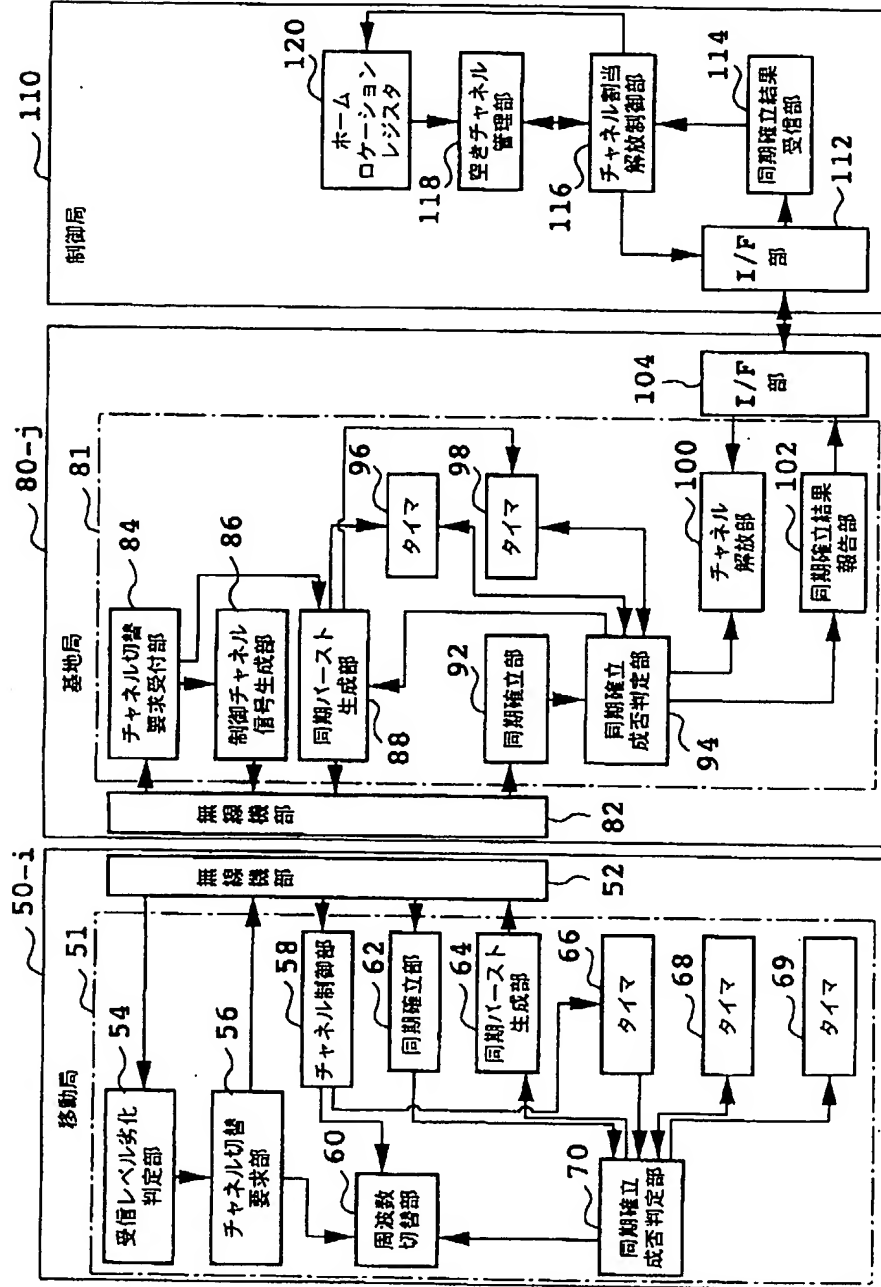 50-i
移動局
51
受信レベル劣化
判定部
54
チャネル切替
要求部
56
チャネル制御部
58
周波数
切替部
60
同期確立部
62
同期バースト
生成部
64
タイマ
66
タイマ
68
タイマ
69
同期確立
成否判定部
70
無線機部
52
80-j
基地局
81
無線機部
82
チャネル切替
要求受付部
84
制御チャネル
信号生成部
86
同期バースト
生成部
88
タイマ
96
タイマ
98
同期確立部
92
同期確立
成否判定部
94
チャネル
解放部
100
同期確立結果
報告部
102
I/F
部
104
110
制御局
ホーム
ロケーション
レジスタ
120
空きチャネル
管理部
118
チャネル割当
解放制御部
116
同期確立結果
受信部
114
I/F
部
112